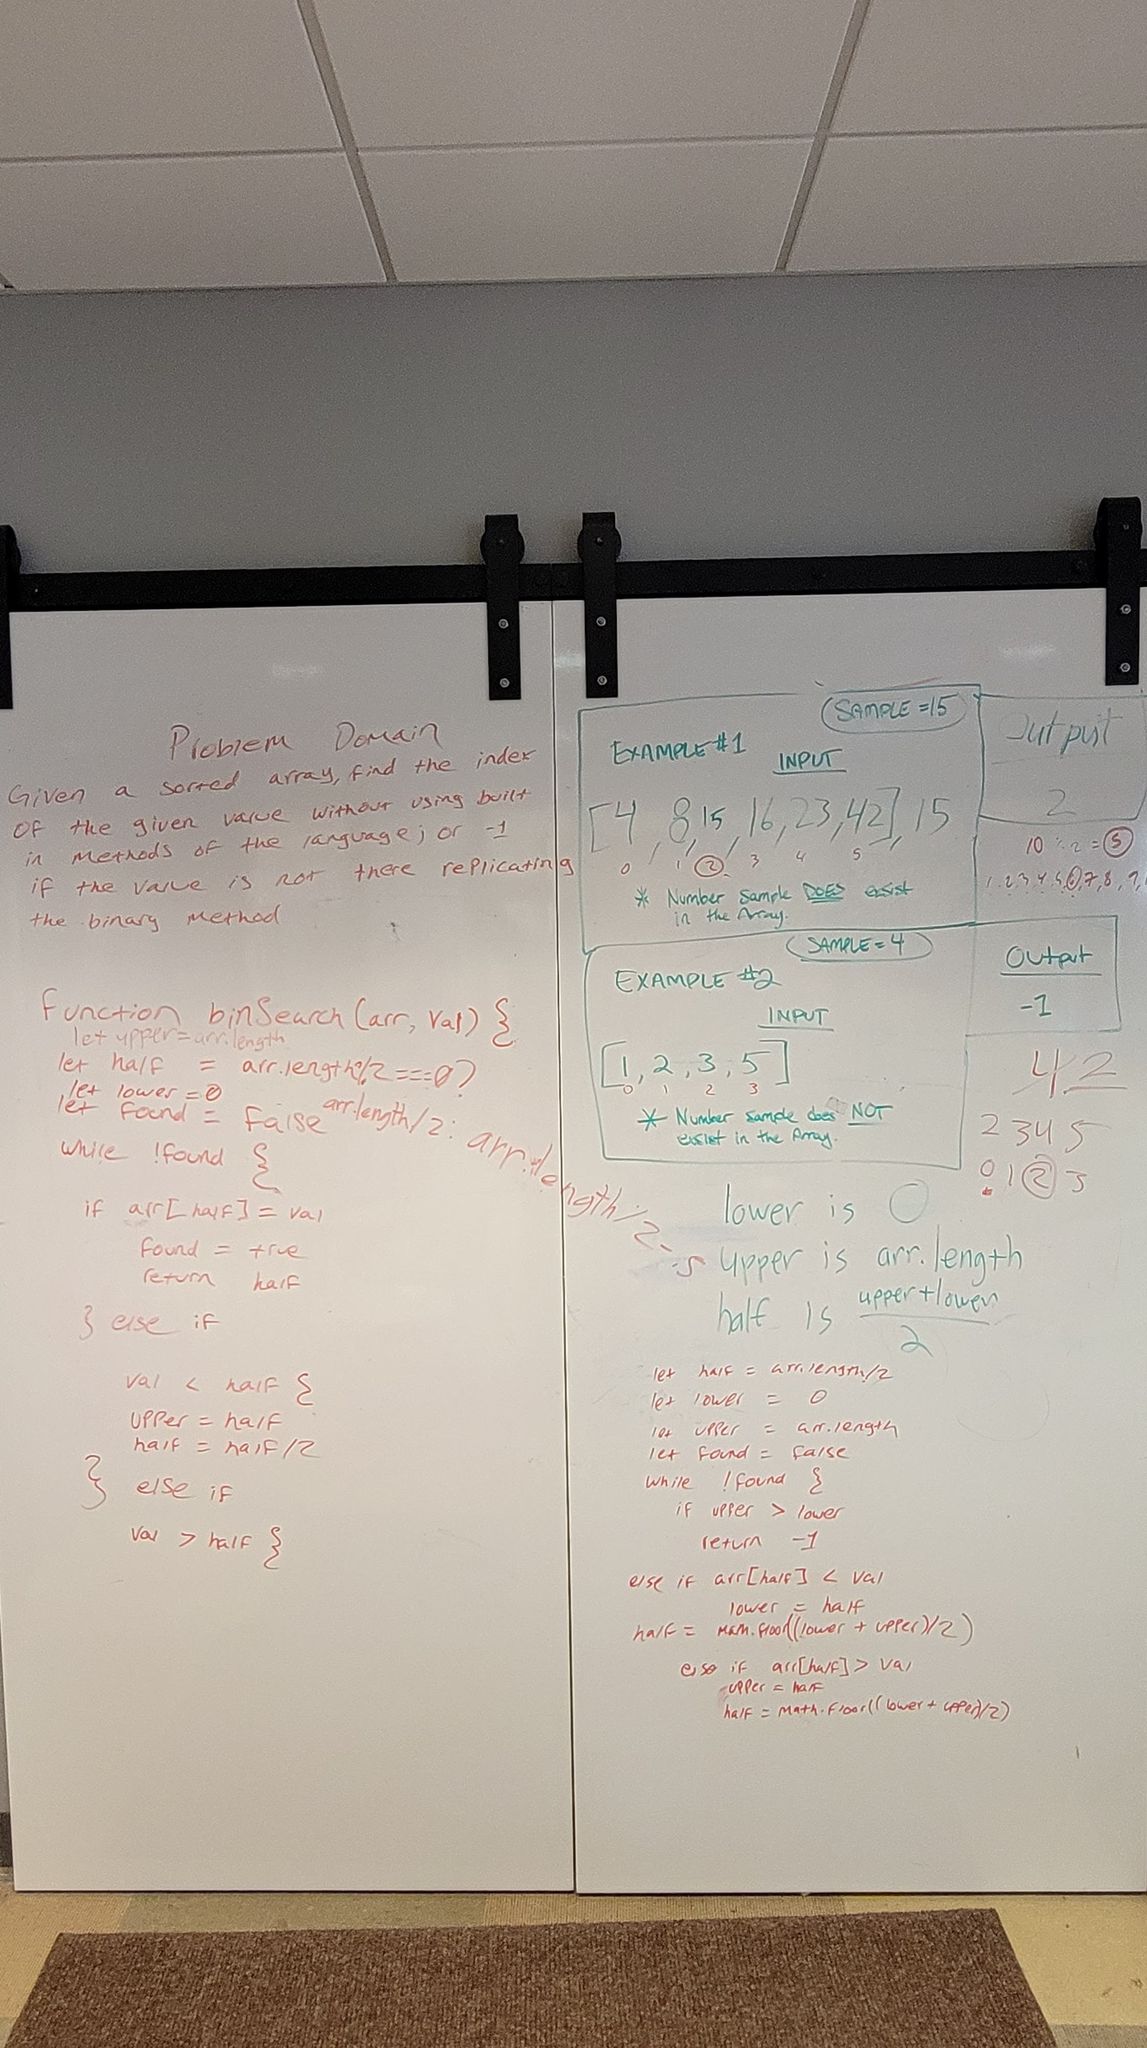 Problem Domain
Given a sorted array, find the index
of the given value without using built
in methods of the language; or -1
if the value is not there replicating
the binary method
function binSearch(arr, val) {
let upper = arr.length
let half = arr.length%2===0?
arr.length/2: arr.length/2-.5
let lower = 0
let found = false
while !found {
if arr[half] = val
found = true
return half
} else if
val < half {
upper = half
half = half/2
} else if
val > half {
SAMPLE = 15
EXAMPLE #1
INPUT
[4, 8, 15, 16, 23, 42], 15
0 1 2 3 4 5
* Number sample DOES exist
in the Array.
Output
2
10 % 2 = 5
SAMPLE = 4
EXAMPLE #2
INPUT
[1, 2, 3, 5]
0 1 2 3
* Number sample does NOT
exist in the Array.
Output
-1
4/2
2 3 4 5
0 1 2 3
lower is 0
upper is arr.length
half is upper+lower
2
let half = arr.length/2
let lower = 0
let upper = arr.length
let found = false
while !found {
if upper > lower
return -1
else if arr[half] < val
lower = half
half = Math.floor((lower + upper)/2)
else if arr[half] > val
upper = half
half = Math.floor((lower + upper)/2)